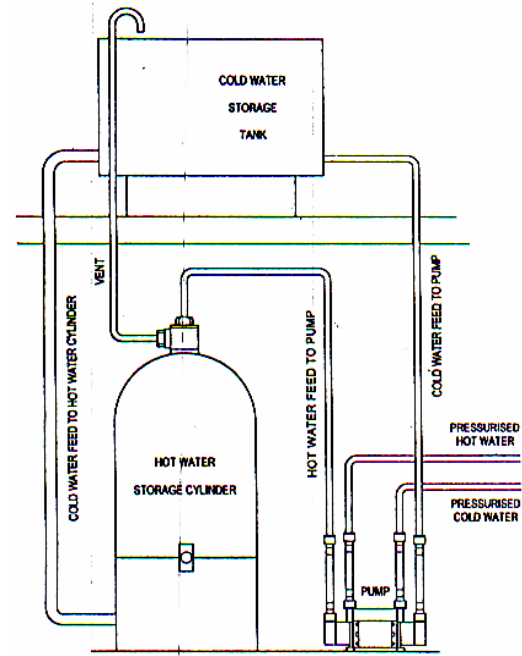 COLD WATER
STORAGE
TANK
VENT
COLD WATER FEED TO HOT WATER CYLINDER
HOT WATER FEED TO PUMP
COLD WATER FEED TO PUMP
PRESSURISED
HOT WATER
HOT WATER
STORAGE CYLINDER
PRESSURISED
COLD WATER
PUMP